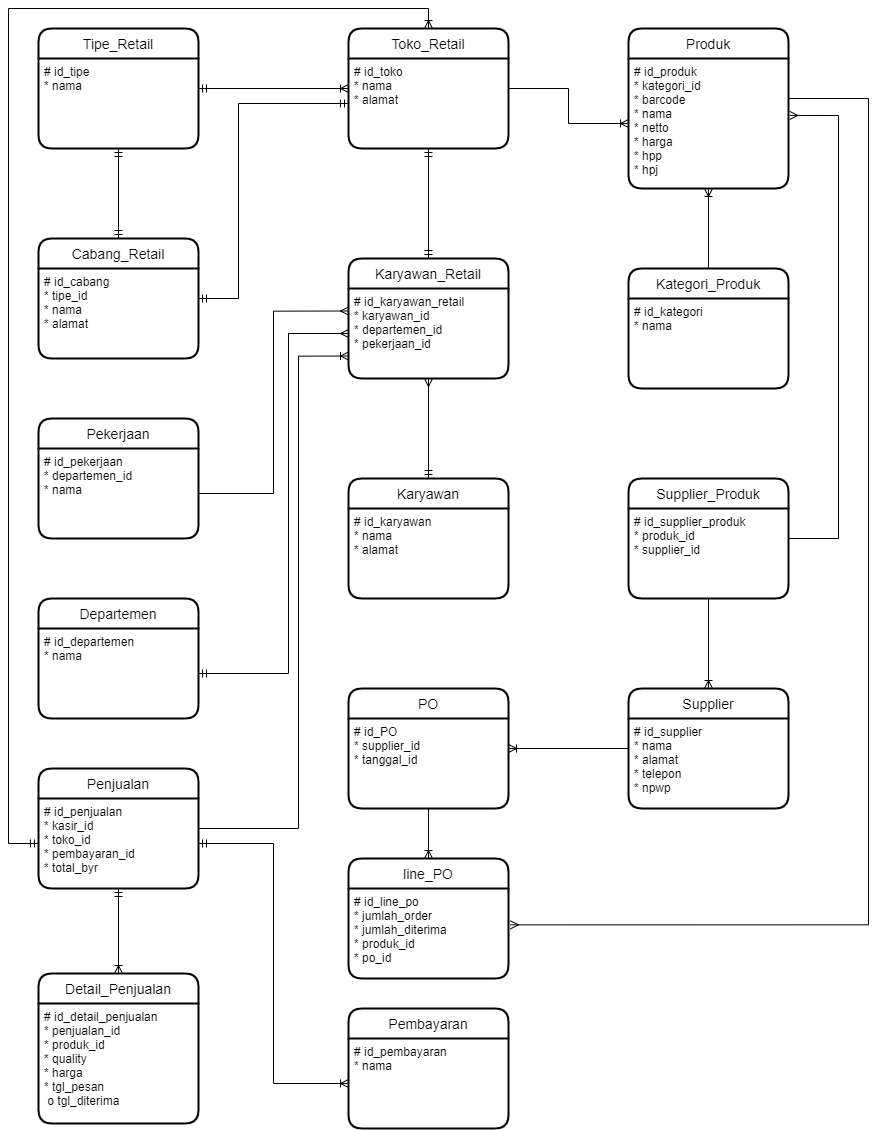 Tipe_Retail
# id_tipe
* nama
Toko_Retail
# id_toko
* nama
* alamat
Produk
# id_produk
* kategori_id
* barcode
* nama
* netto
* harga
* hpp
* hpj
Cabang_Retail
# id_cabang
* tipe_id
* nama
* alamat
Karyawan_Retail
# id_karyawan_retail
* karyawan_id
* departemen_id
* pekerjaan_id
Kategori_Produk
# id_kategori
* nama
Pekerjaan
# id_pekerjaan
* departemen_id
* nama
Karyawan
# id_karyawan
* nama
* alamat
Supplier_Produk
# id_supplier_produk
* produk_id
* supplier_id
Departemen
# id_departemen
* nama
PO
# id_PO
* supplier_id
* tanggal_id
Supplier
# id_supplier
* nama
* alamat
* telepon
* npwp
Penjualan
# id_penjualan
* kasir_id
* toko_id
* pembayaran_id
* total_byr
line_PO
# id_line_po
* jumlah_order
* jumlah_diterima
* produk_id
* po_id
Detail_Penjualan
# id_detail_penjualan
* penjualan_id
* produk_id
* quality
* harga
* tgl_pesan
o tgl_diterima
Pembayaran
# id_pembayaran
* nama